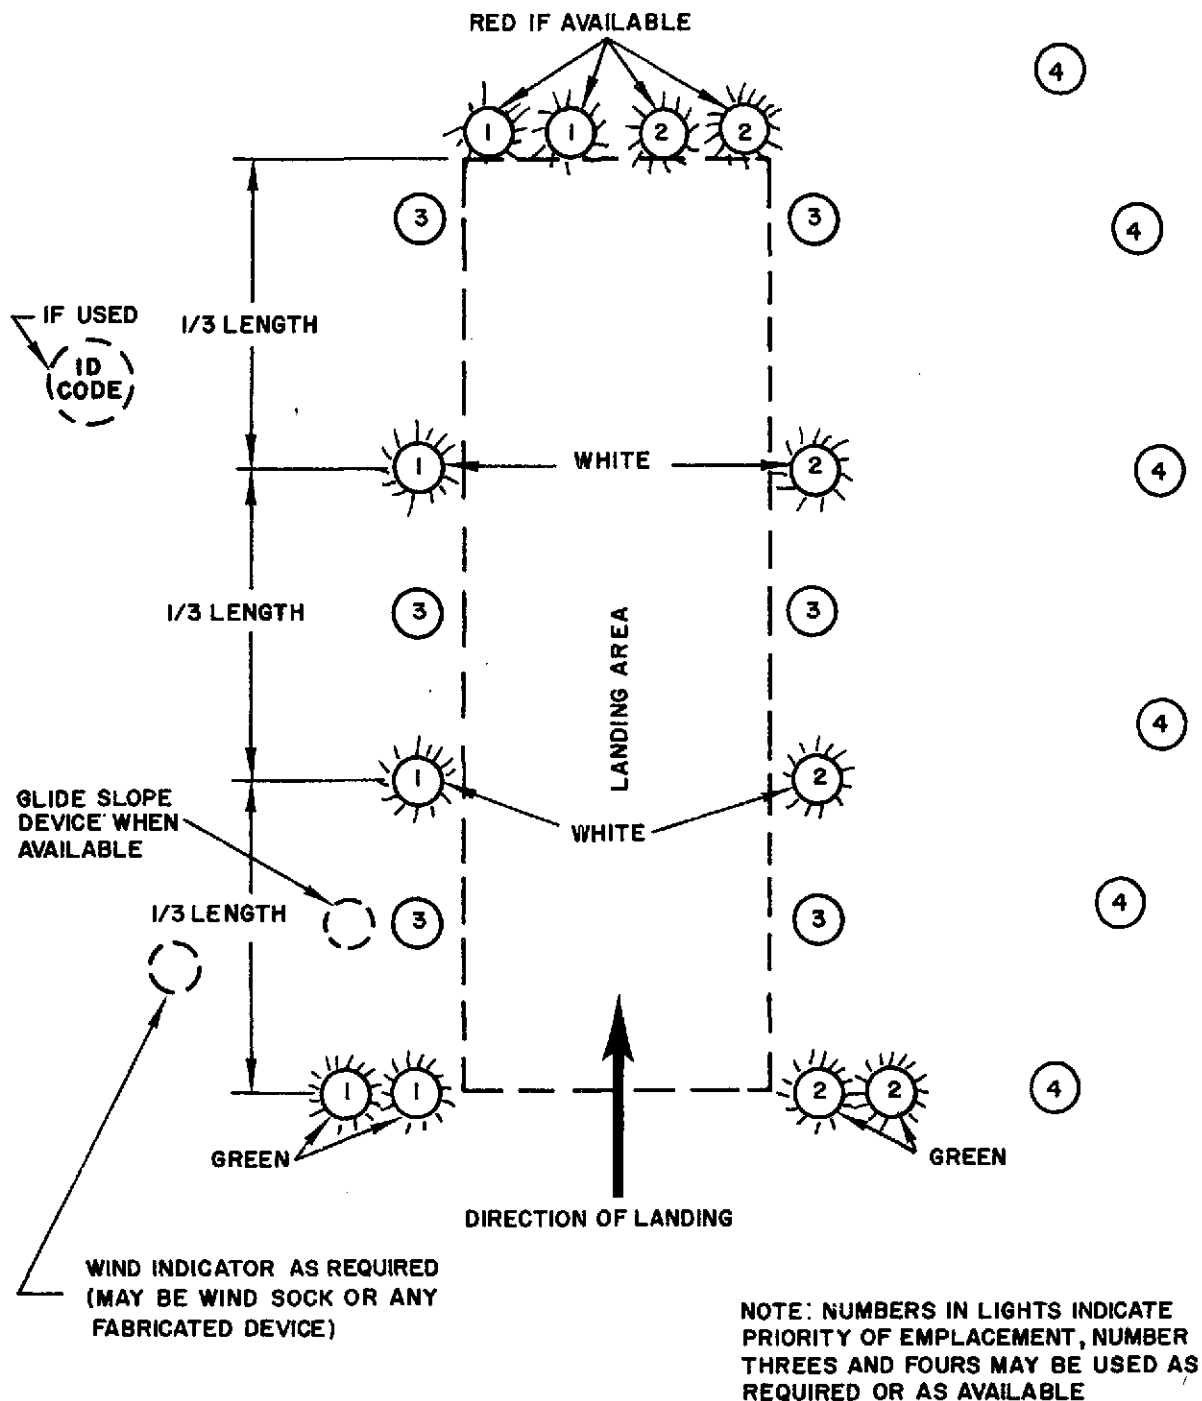 RED IF AVAILABLE
4
1 1 2 2
3 3
4
IF USED
1/3 LENGTH
ID
CODE
1 WHITE 2
4
3 3
1/3 LENGTH
LANDING AREA
4
1 2
GLIDE SLOPE
DEVICE WHEN
AVAILABLE
WHITE
1/3 LENGTH
3 3
4
1 1 2 2
4
GREEN
GREEN
DIRECTION OF LANDING
WIND INDICATOR AS REQUIRED
(MAY BE WIND SOCK OR ANY
FABRICATED DEVICE)
NOTE: NUMBERS IN LIGHTS INDICATE
PRIORITY OF EMPLACEMENT, NUMBER
THREES AND FOURS MAY BE USED AS
REQUIRED OR AS AVAILABLE